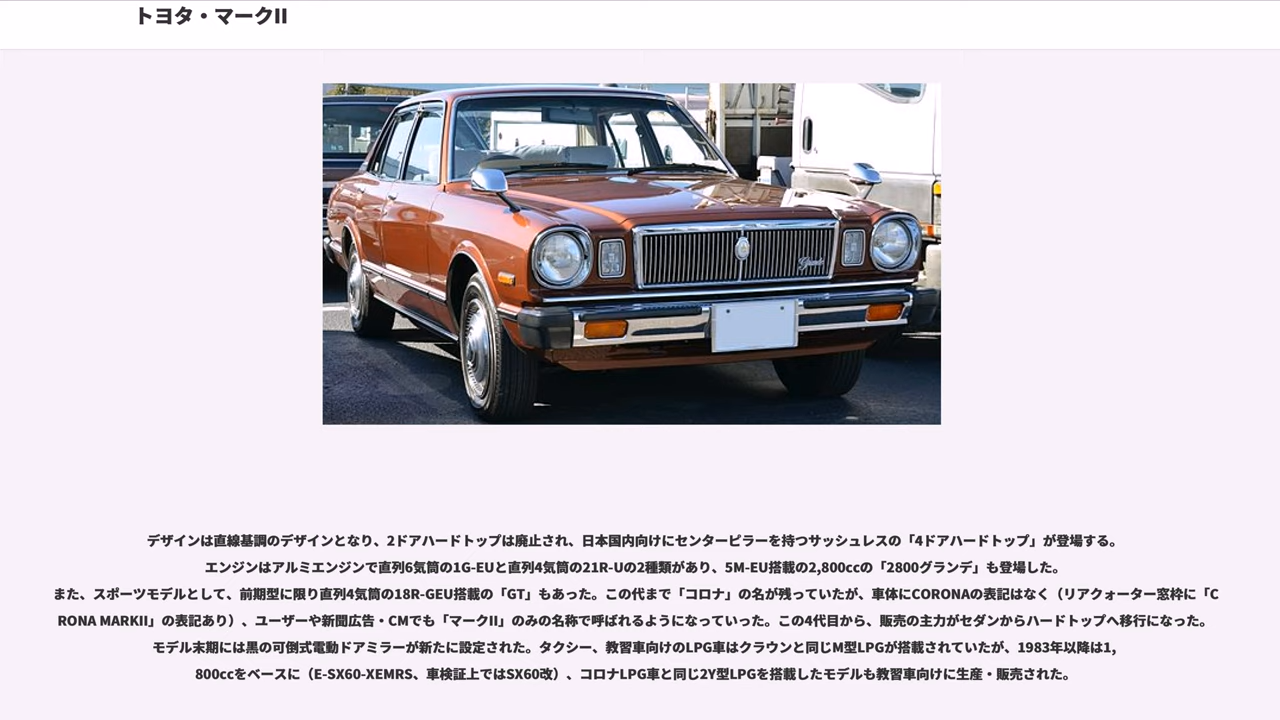 トヨタ・マークII
Grande
デザインは直線基調のデザインとなり、2ドアハードトップは廃止され、日本国内向けにセンターピラーを持つサッシュレスの「4ドアハードトップ」が登場する。
エンジンはアルミエンジンで直列6気筒の1G-EUと直列4気筒の21R-Uの2種類があり、5M-EU搭載の2,800ccの「2800グランデ」も登場した。
また、スポーツモデルとして、前期型に限り直列4気筒の18R-GEU搭載の「GT」もあった。この代まで「コロナ」の名が残っていたが、車体にCORONAの表記はなく（リアクォーター窓枠に「C
RONA MARKII」の表記あり）、ユーザーや新聞広告・CMでも「マークII」のみの名称で呼ばれるようになっていった。この4代目から、販売の主力がセダンからハードトップへ移行になった。
モデル末期には黒の可倒式電動ドアミラーが新たに設定された。タクシー、教習車向けのLPG車はクラウンと同じM型LPGが搭載されていたが、1983年以降は1,
800ccをベースに（E-SX60-XEMRS、車検証上ではSX60改）、コロナLPG車と同じ2Y型LPGを搭載したモデルも教習車向けに生産・販売された。